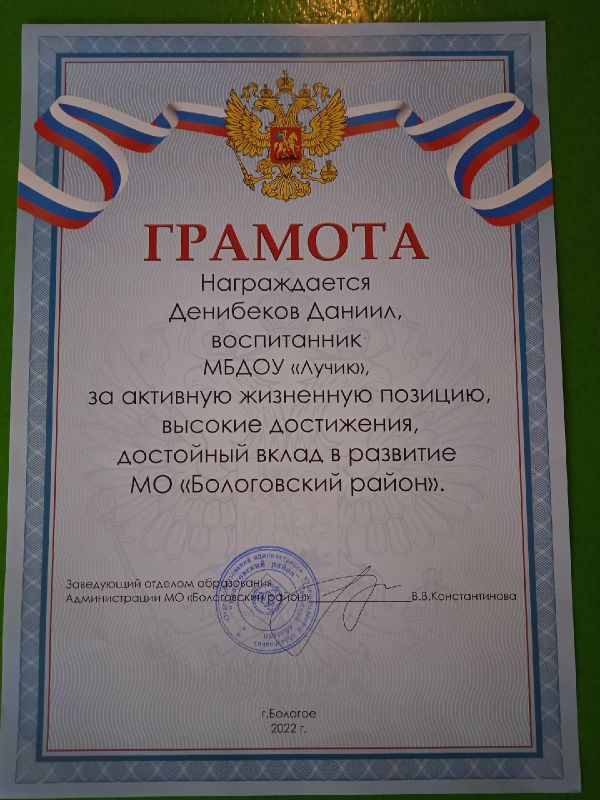 ГРАМОТА
Награждается
Денибеков Даниил,
воспитанник
МБДОУ «Лучик»,
за активную жизненную позицию,
высокие достижения,
достойный вклад в развитие
МО «Бологовский район».
Заведующий отделом образования
Администрации МО «Бологовский район» В.В.Константинова
г.Бологое
2022 г.